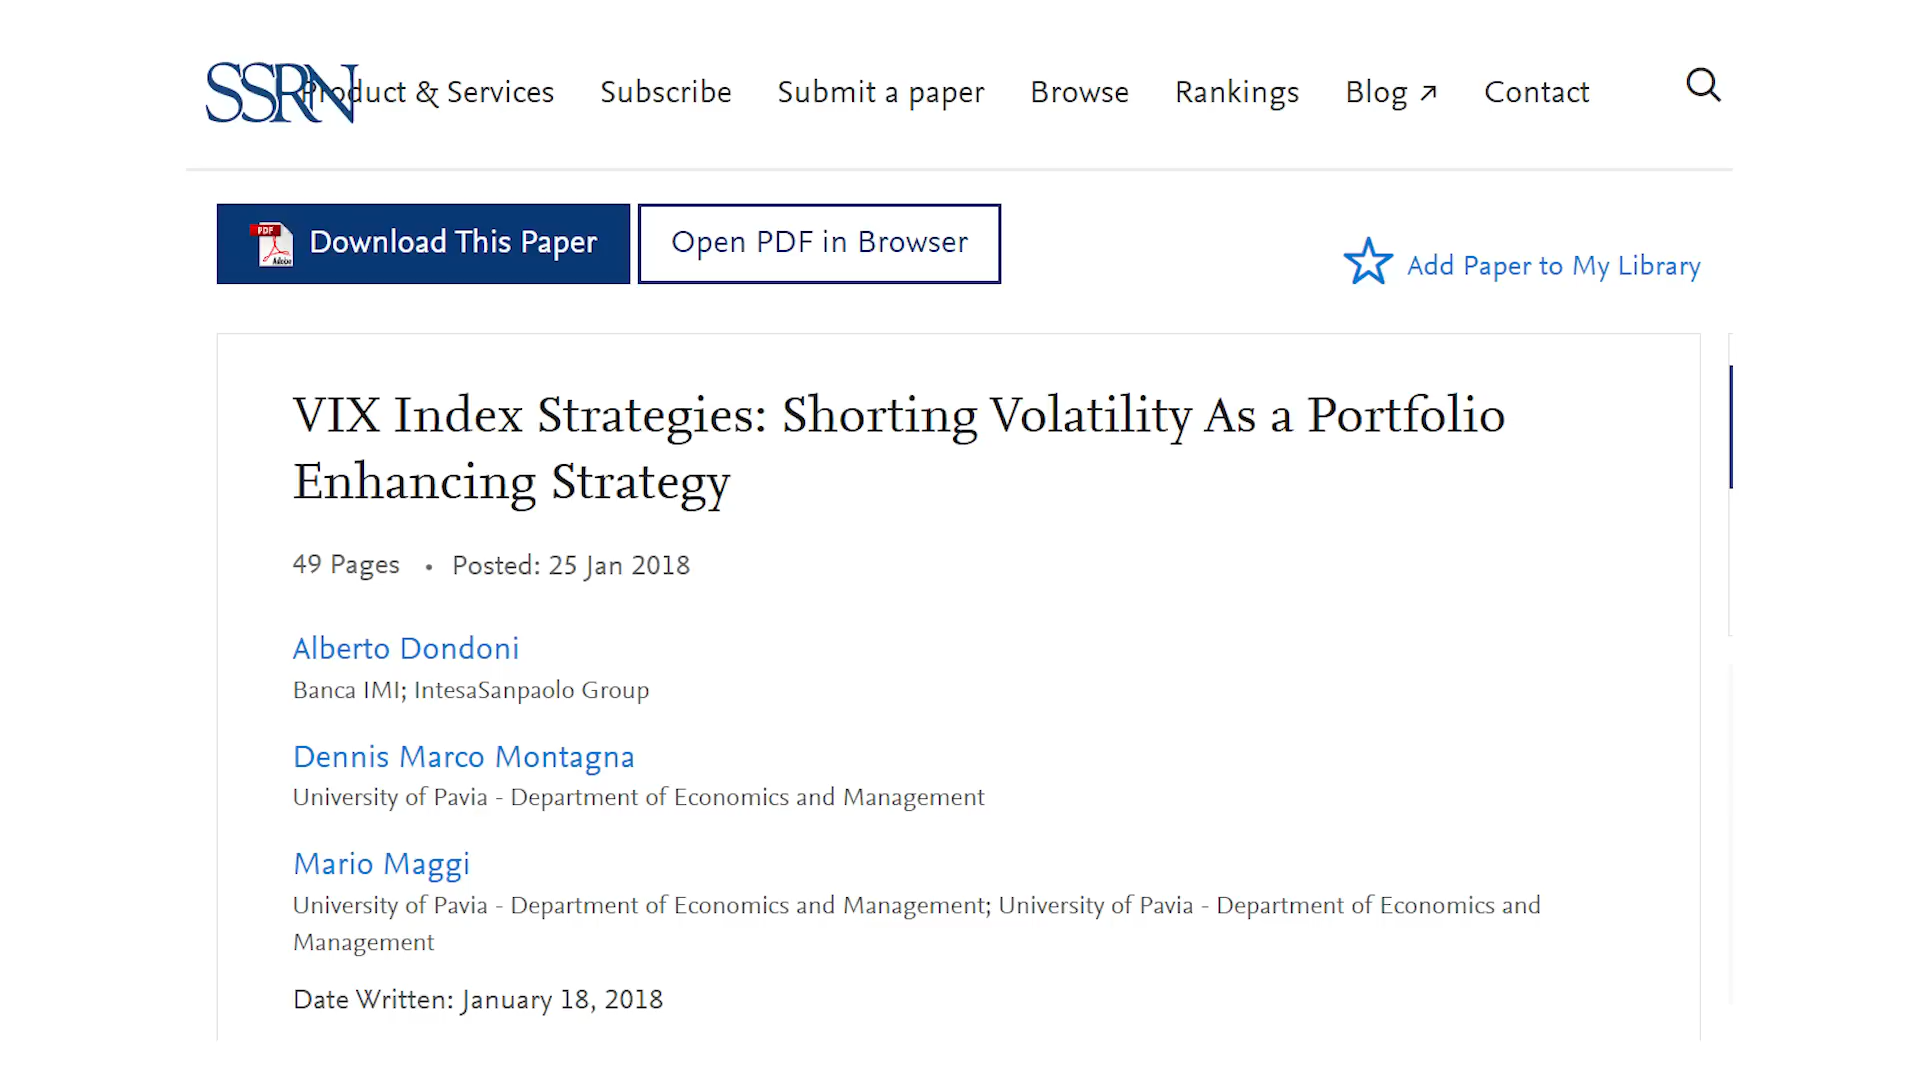 SSRN Product & Services Subscribe Submit a paper Browse Rankings Blog ↗ Contact
PDF Adobe Download This Paper Open PDF in Browser
Add Paper to My Library
VIX Index Strategies: Shorting Volatility As a Portfolio
Enhancing Strategy
49 Pages • Posted: 25 Jan 2018
Alberto Dondoni
Banca IMI; IntesaSanpaolo Group
Dennis Marco Montagna
University of Pavia - Department of Economics and Management
Mario Maggi
University of Pavia - Department of Economics and Management; University of Pavia - Department of Economics and
Management
Date Written: January 18, 2018